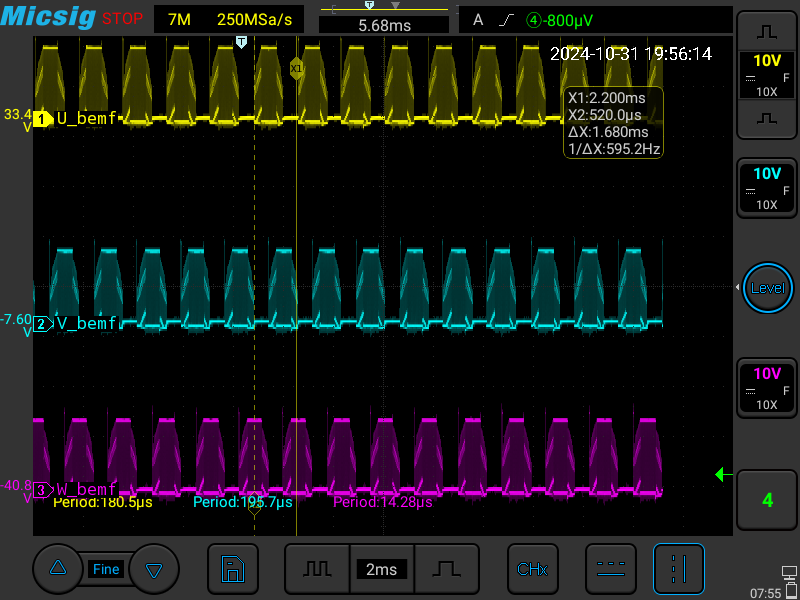 Micsig STOP 7M 250MSa/s T 5.68ms A 4 -800µV
T 2024-10-31 19:56:14
X1
10V
F
10X
33.4 V 1 U_bemf
X1:2.200ms
X2:520.0µs
ΔX:1.680ms
1/ΔX:595.2Hz
10V
F
10X
Level
-7.60 V 2 V_bemf
10V
F
10X
-40.8 V 3 W_bemf
Period:180.5µs Period:195.7µs Period:14.28µs
4
Fine 2ms CHx
07:55